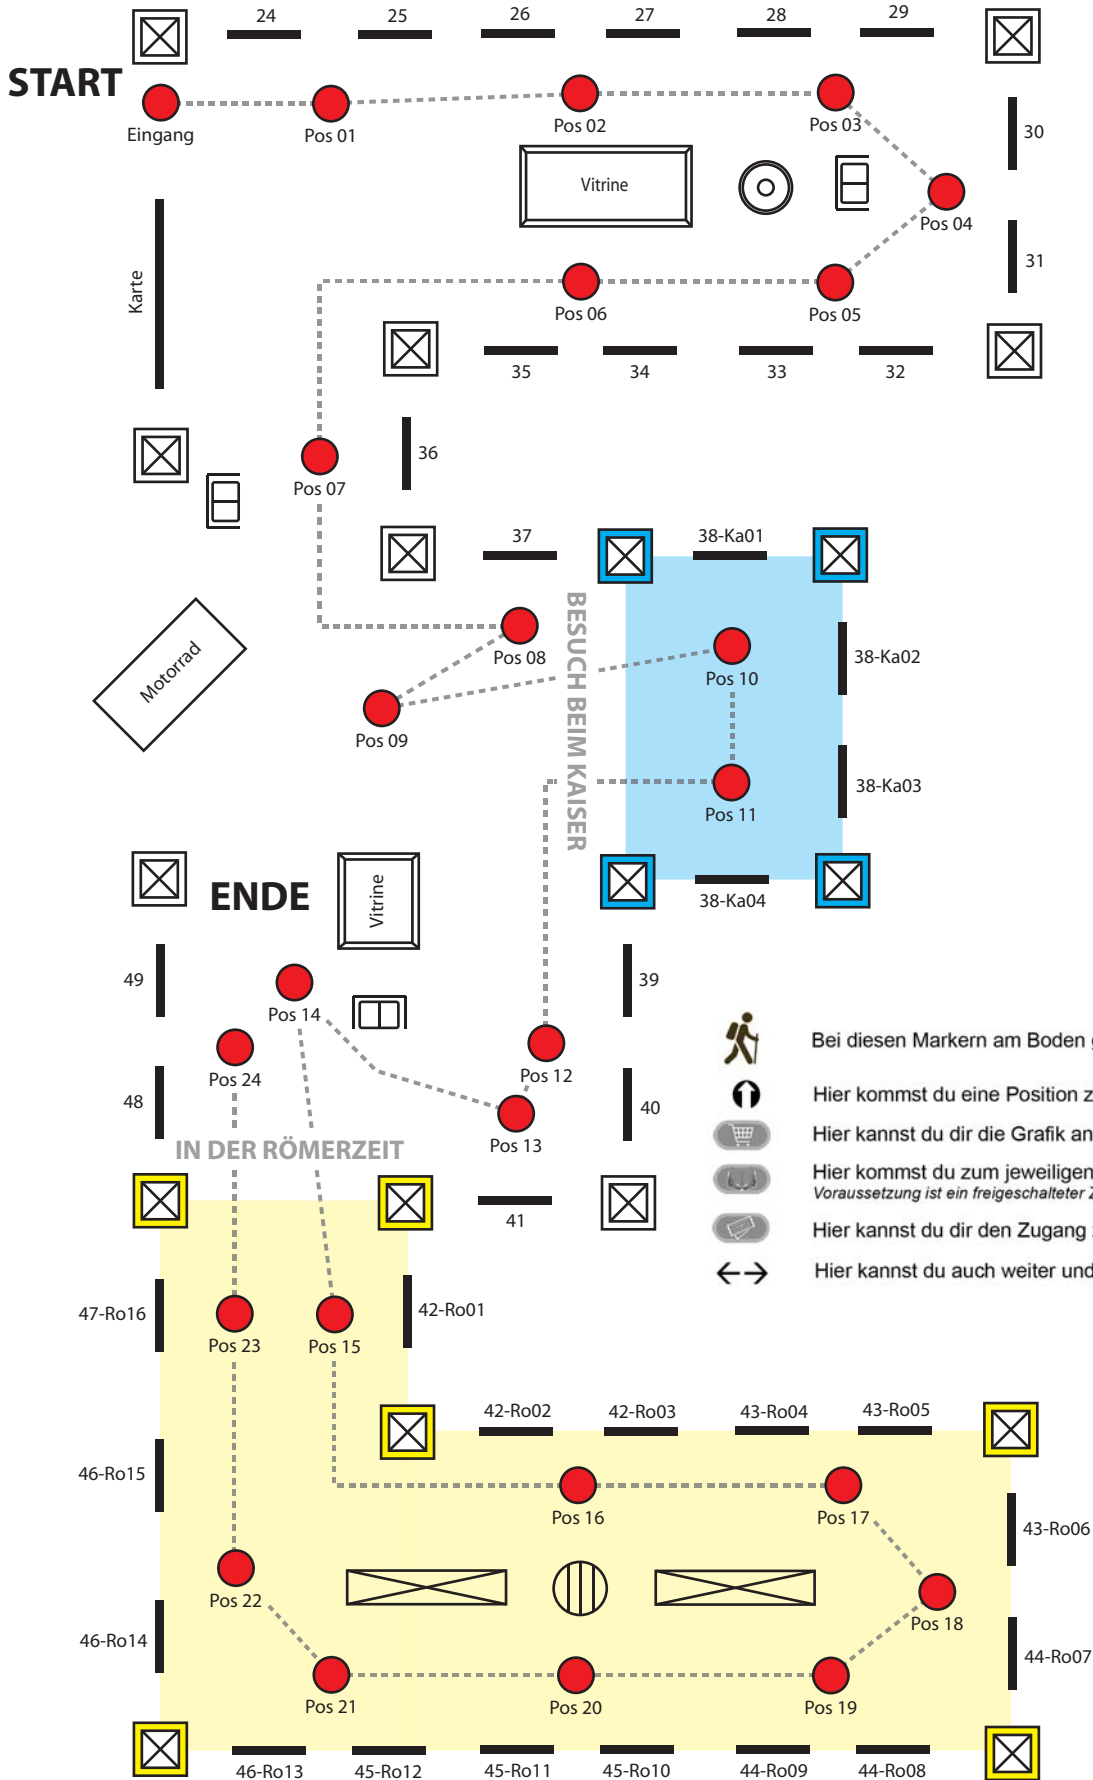 24
25
26
27
28
29
START
Eingang
Pos 01
Pos 02
Pos 03
30
Vitrine
Pos 04
Karte
31
Pos 06
Pos 05
35
34
33
32
36
Pos 07
37
38-Ka01
BESUCH BEIM KAISER
Pos 08
38-Ka02
Motorrad
Pos 10
Pos 09
38-Ka03
Pos 11
ENDE
Vitrine
38-Ka04
49
39
Pos 14
Bei diesen Markern am Boden
Pos 24
Pos 12
Hier kommst du eine Position z
48
40
Pos 13
Hier kannst du dir die Grafik an
IN DER RÖMERZEIT
Hier kommst du zum jeweiligen
Voraussetzung ist ein freigeschalteter Z
41
Hier kannst du dir den Zugang
Hier kannst du auch weiter und
47-Ro16
42-Ro01
Pos 23
Pos 15
42-Ro02
42-Ro03
43-Ro04
43-Ro05
46-Ro15
Pos 16
Pos 17
43-Ro06
Pos 22
Pos 18
46-Ro14
44-Ro07
Pos 21
Pos 20
Pos 19
46-Ro13
45-Ro12
45-Ro11
45-Ro10
44-Ro09
44-Ro08